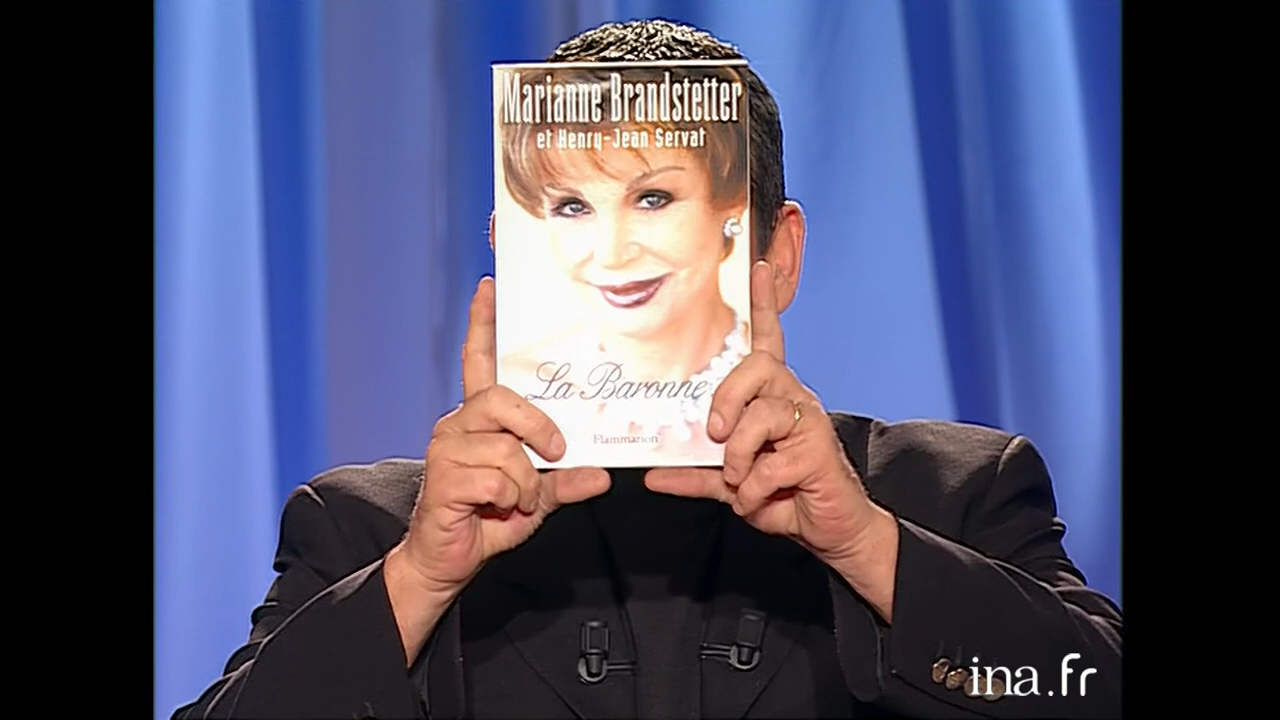 Marianne Brandstetter
et Henry-Jean Servat
La Baronne
Flammarion
ina.fr